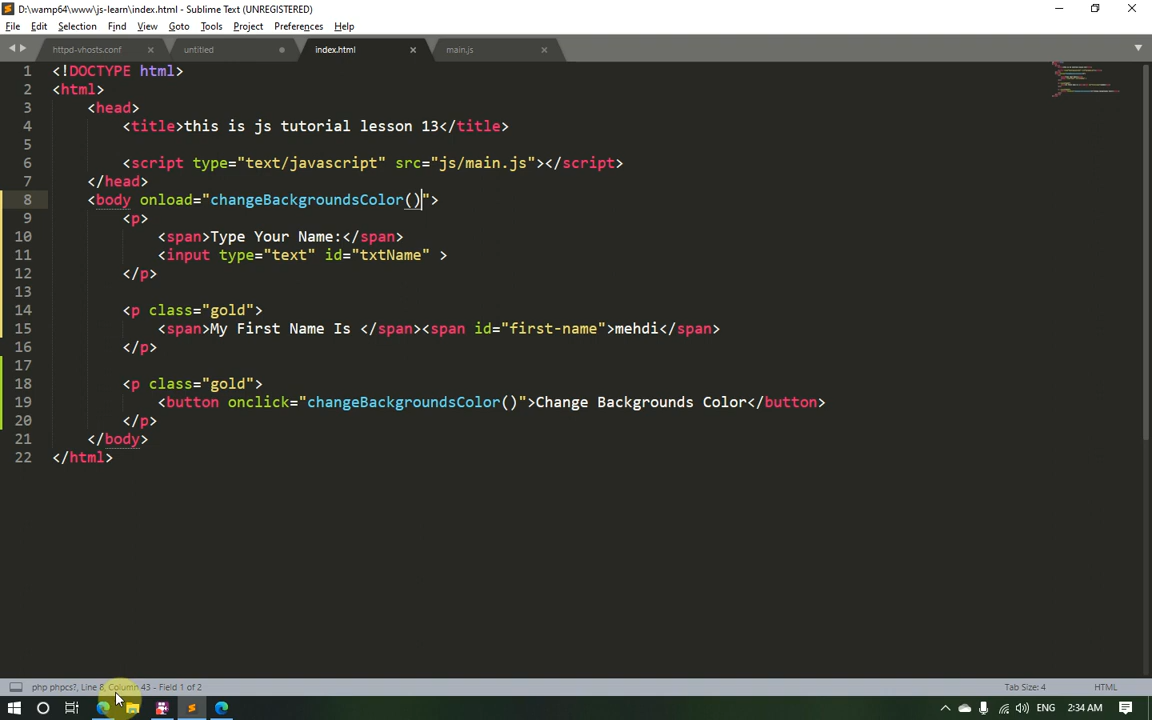 D:\wamp64\www\js-learn\index.html - Sublime Text (UNREGISTERED)
File Edit Selection Find View Goto Tools Project Preferences Help
httpd-vhosts.conf untitled index.html main.js
1 <!DOCTYPE html>
2 <html>
3 <head>
4 <title>this is js tutorial lesson 13</title>
5
6 <script type="text/javascript" src="js/main.js"></script>
7 </head>
8 <body onload="changeBackgroundsColor()">
9 <p>
10 <span>Type Your Name:</span>
11 <input type="text" id="txtName" >
12 </p>
13
14 <p class="gold">
15 <span>My First Name Is </span><span id="first-name">mehdi</span>
16 </p>
17
18 <p class="gold">
19 <button onclick="changeBackgroundsColor()">Change Backgrounds Color</button>
20 </p>
21 </body>
22 </html>
php phpcs?, Line 8, Column 43 - Field 1 of 2 Tab Size: 4 HTML
ENG 2:34 AM